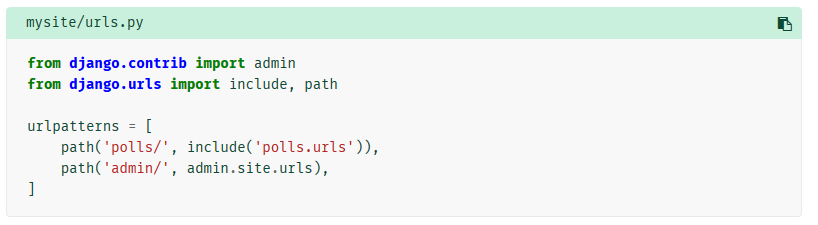 mysite/urls.py
from django.contrib import admin
from django.urls import include, path
urlpatterns = [
    path('polls/', include('polls.urls')),
    path('admin/', admin.site.urls),
]